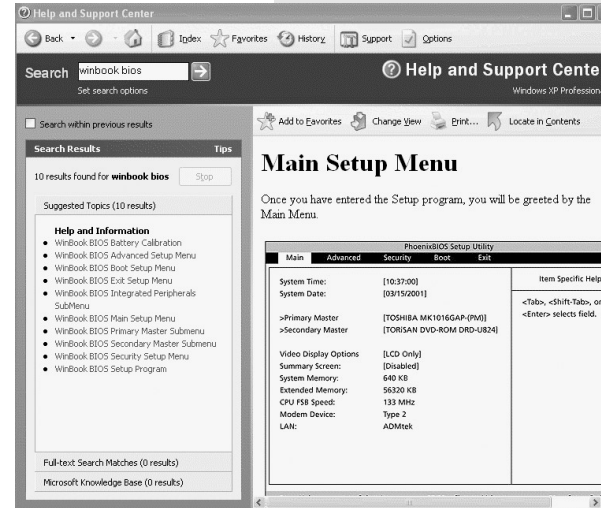 Help and Support Center
Back Index Favorites History Support Options
Search winbook bios
Set search options
Help and Support Cente
Windows XP Profession
Search within previous results
Search Results Tips
10 results found for winbook bios Stop
Suggested Topics (10 results)
Help and Information
WinBook BIOS Battery Calibration
WinBook BIOS Advanced Setup Menu
WinBook BIOS Boot Setup Menu
WinBook BIOS Exit Setup Menu
WinBook BIOS Integrated Peripherals
SubMenu
WinBook BIOS Main Setup Menu
WinBook BIOS Primary Master Submenu
WinBook BIOS Secondary Master Submenu
WinBook BIOS Security Setup Menu
WinBook BIOS Setup Program
Full-text Search Matches (0 results)
Microsoft Knowledge Base (0 results)
Add to Favorites Change View Print... Locate in Contents
Main Setup Menu
Once you have entered the Setup program, you will be greeted by the
Main Menu.
PhoenixBIOS Setup Utility
Main Advanced Security Boot Exit
System Time: [10:37:00]
System Date: [03/15/2001]
>Primary Master [TOSHIBA MK1016GAP-(PM)]
>Secondary Master [TORiSAN DVD-ROM DRD-U824]
Video Display Options [LCD Only]
Summary Screen: [Disabled]
System Memory: 640 KB
Extended Memory: 56320 KB
CPU FSB Speed: 133 MHz
Modem Device: Type 2
LAN: ADMtek
Item Specific Help
<Tab>, <Shift-Tab>, or
<Enter> selects field.